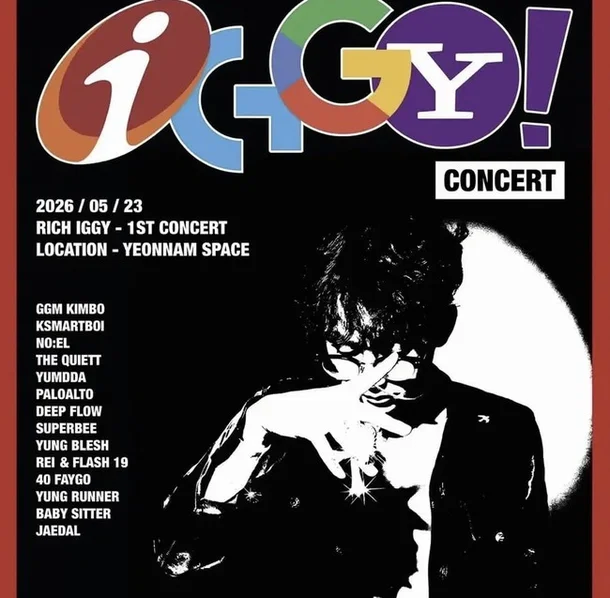 iGGY!
CONCERT
2026 / 05 / 23
RICH IGGY - 1ST CONCERT
LOCATION - YEONNAM SPACE
GGM KIMBO
KSMARTBOI
NO:EL
THE QUIETT
YUMDDA
PALOALTO
DEEP FLOW
SUPERBEE
YUNG BLESH
REI & FLASH 19
40 FAYGO
YUNG RUNNER
BABY SITTER
JAEDAL